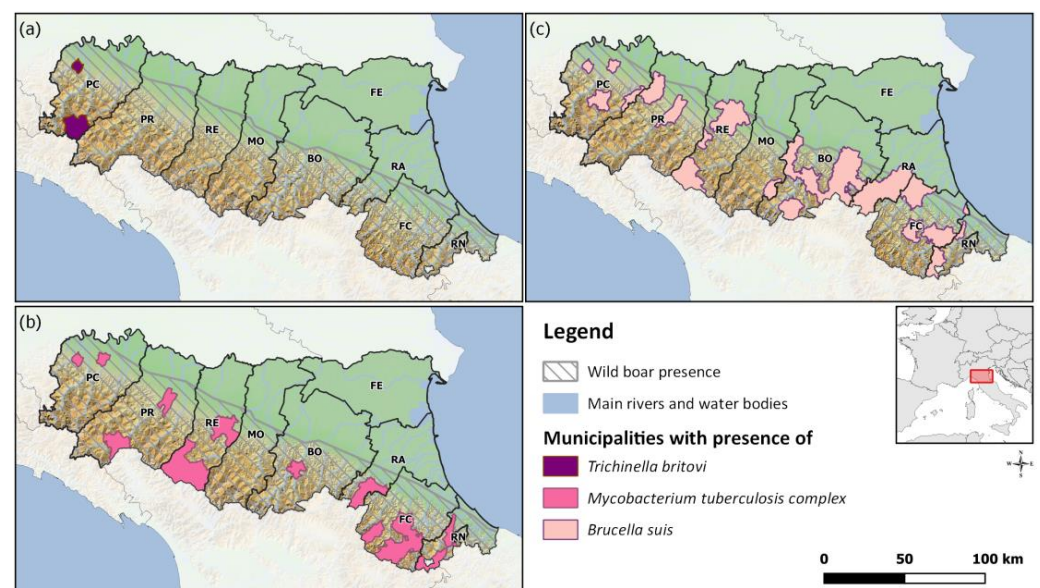 (a)
PC
PR
RE
MO
BO
FE
RA
FC
RN
(c)
PC
PR
RE
MO
BO
FE
RA
FC
RN
(b)
PC
PR
RE
MO
BO
FE
RA
FC
RN
Legend
Wild boar presence
Main rivers and water bodies
Municipalities with presence of
Trichinella britovi
Mycobacterium tuberculosis complex
Brucella suis
N
W E
S
0 50 100 km